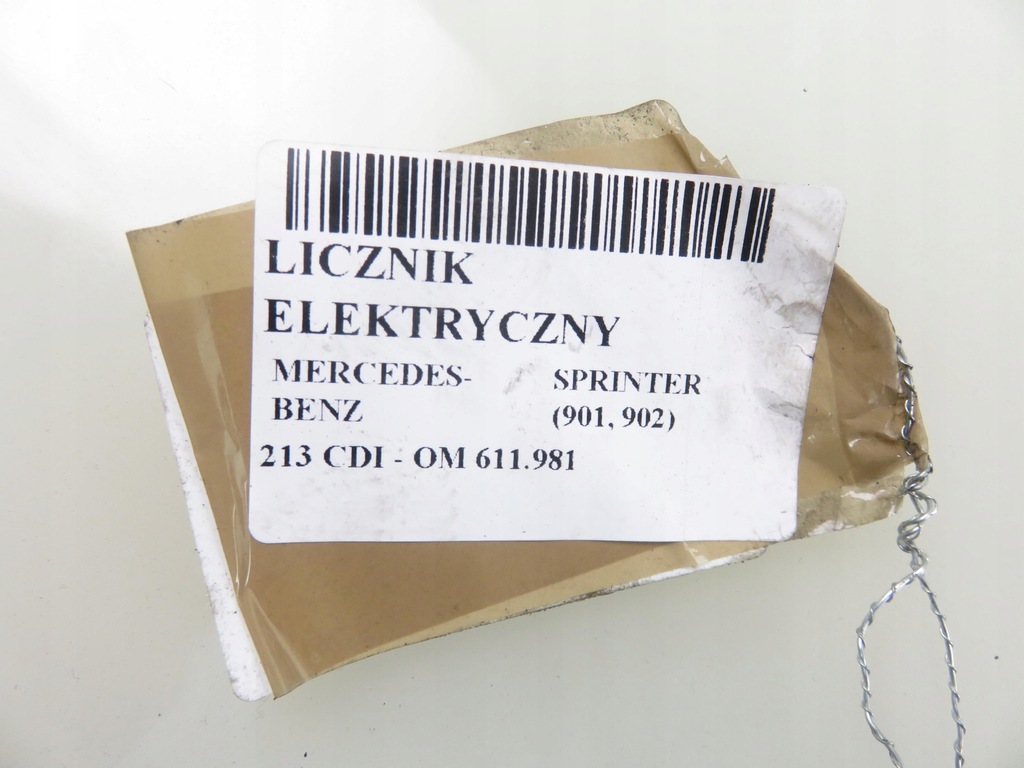 LICZNIK
ELEKTRYCZNY
MERCEDES- SPRINTER
BENZ (901, 902)
213 CDI - OM 611.981